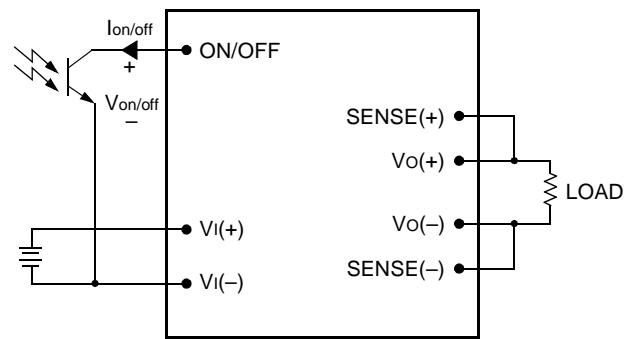 Ion/off
ON/OFF
+
Von/off
–
SENSE(+)
VO(+)
LOAD
VO(–)
SENSE(–)
VI(+)
VI(–)